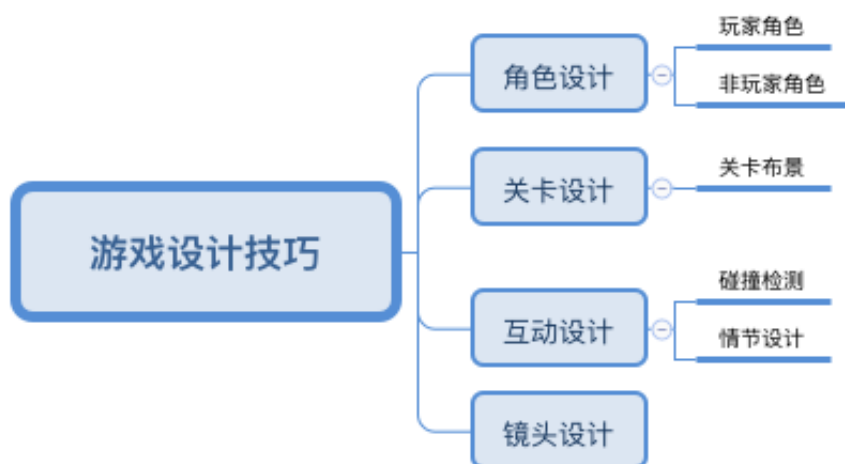 游戏设计技巧
角色设计
玩家角色
非玩家角色
关卡设计
关卡布景
互动设计
碰撞检测
情节设计
镜头设计